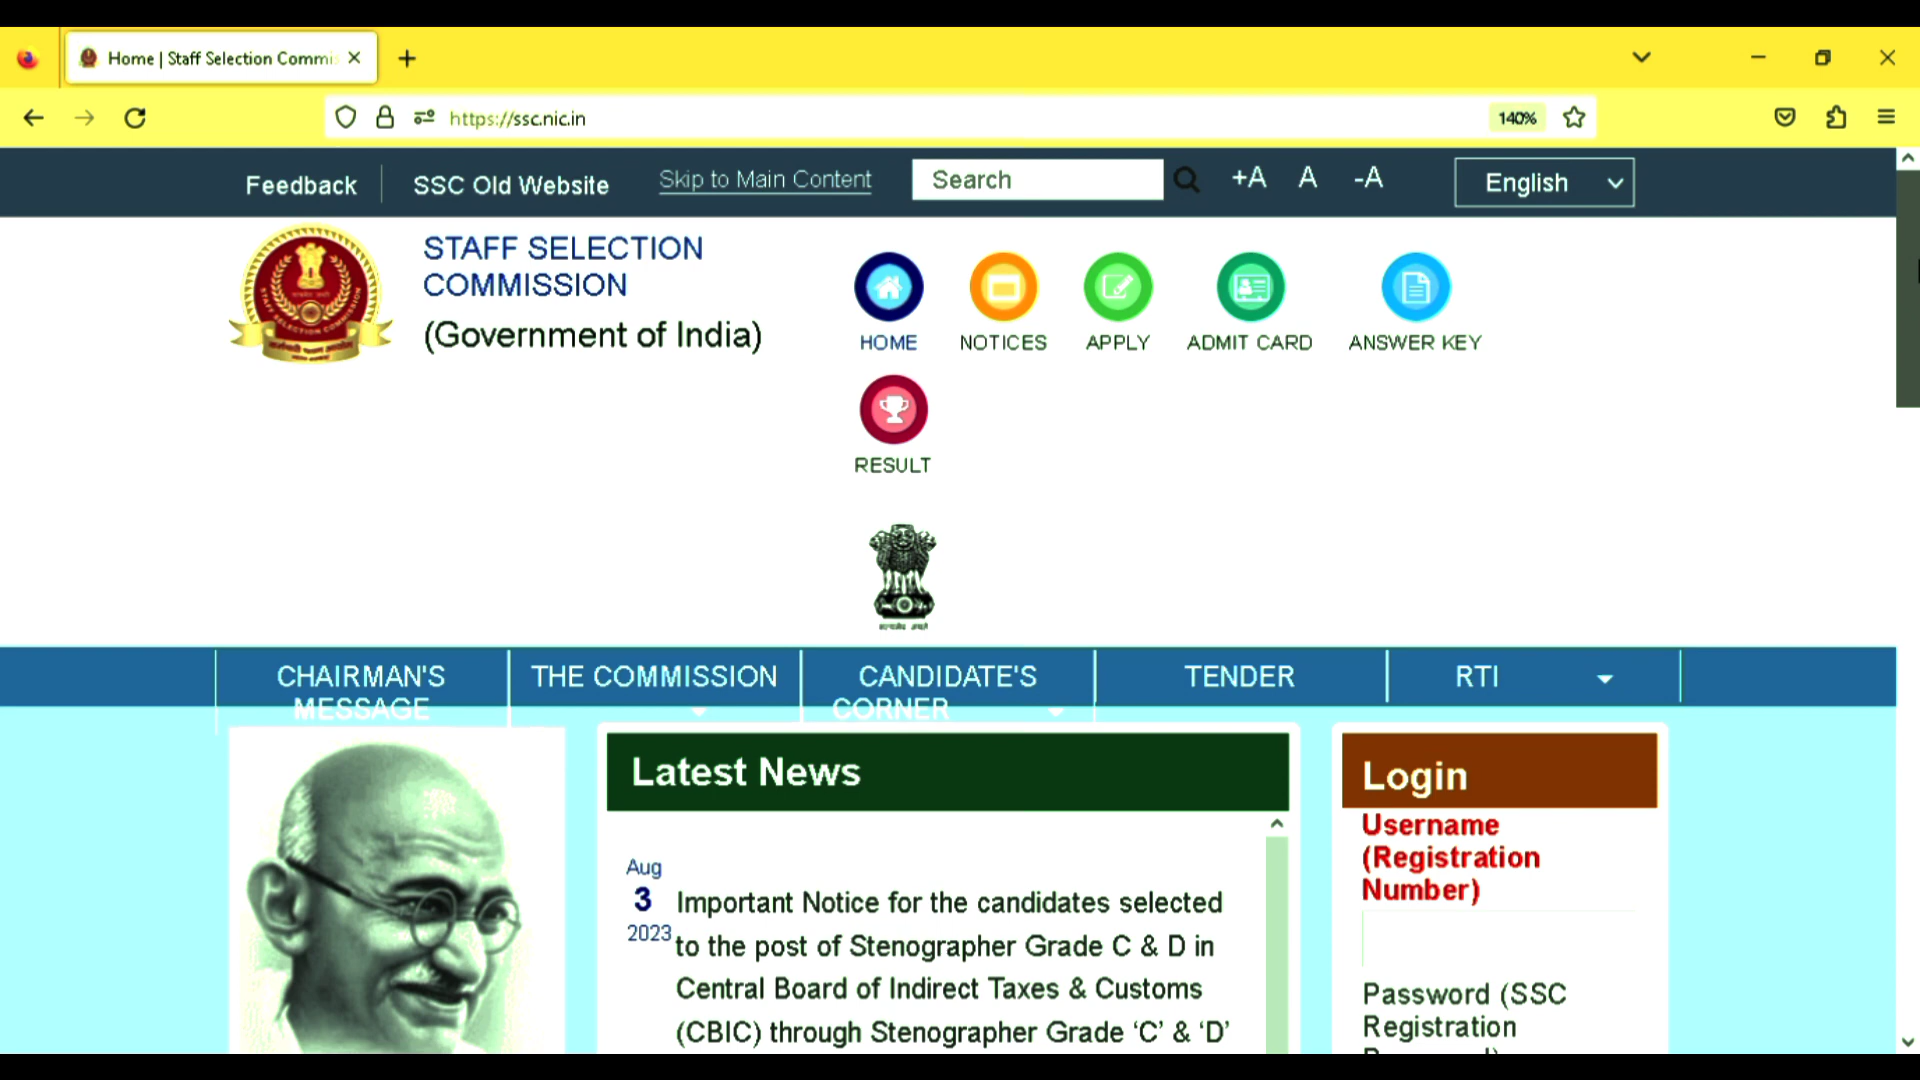 Home | Staff Selection Commi
https://ssc.nic.in
140%
Feedback
SSC Old Website
Skip to Main Content
Search
+A A -A
English
STAFF SELECTION
COMMISSION
(Government of India)
HOME
NOTICES
APPLY
ADMIT CARD
ANSWER KEY
RESULT
CHAIRMAN'S
MESSAGE
THE COMMISSION
CANDIDATE'S
CORNER
TENDER
RTI
Latest News
Aug
3
2023
Important Notice for the candidates selected
to the post of Stenographer Grade C & D in
Central Board of Indirect Taxes & Customs
(CBIC) through Stenographer Grade ‘C’ & ‘D’
Login
Username
(Registration
Number)
Password (SSC
Registration